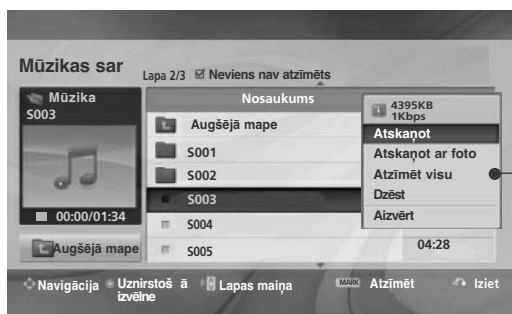 Mūzikas sar
Lapa 2/3 Neviens nav atzīmēts
Mūzika
S003
00:00/01:34
Augšējā mape
Nosaukums
Augšējā mape
S001
S002
S003
S004
S005
04:28
4395KB
1Kbps
Atskaņot
Atskaņot ar foto
Atzīmēt visu
Dzēst
Aizvērt
Navigācija Uznirstoš ā izvēlne Lapas maiņa MARK Atzīmēt Iziet